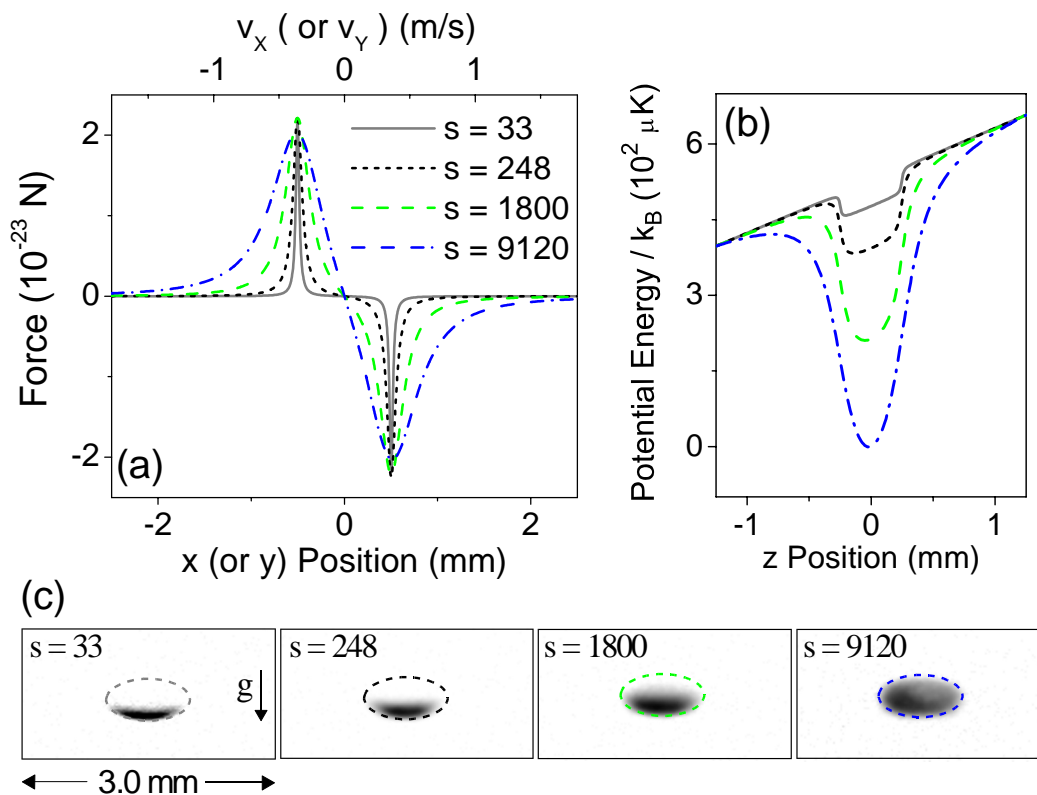 v_X ( or v_Y ) (m/s)
-1 0 1
(a)
s = 33
s = 248
s = 1800
s = 9120
Force (10^-23 N)
2
0
-2
-2 0 2
x (or y) Position (mm)
(b)
Potential Energy / k_B (10^2 μK)
6
3
0
-1 0 1
z Position (mm)
(c)
s = 33
g
s = 248
s = 1800
s = 9120
3.0 mm